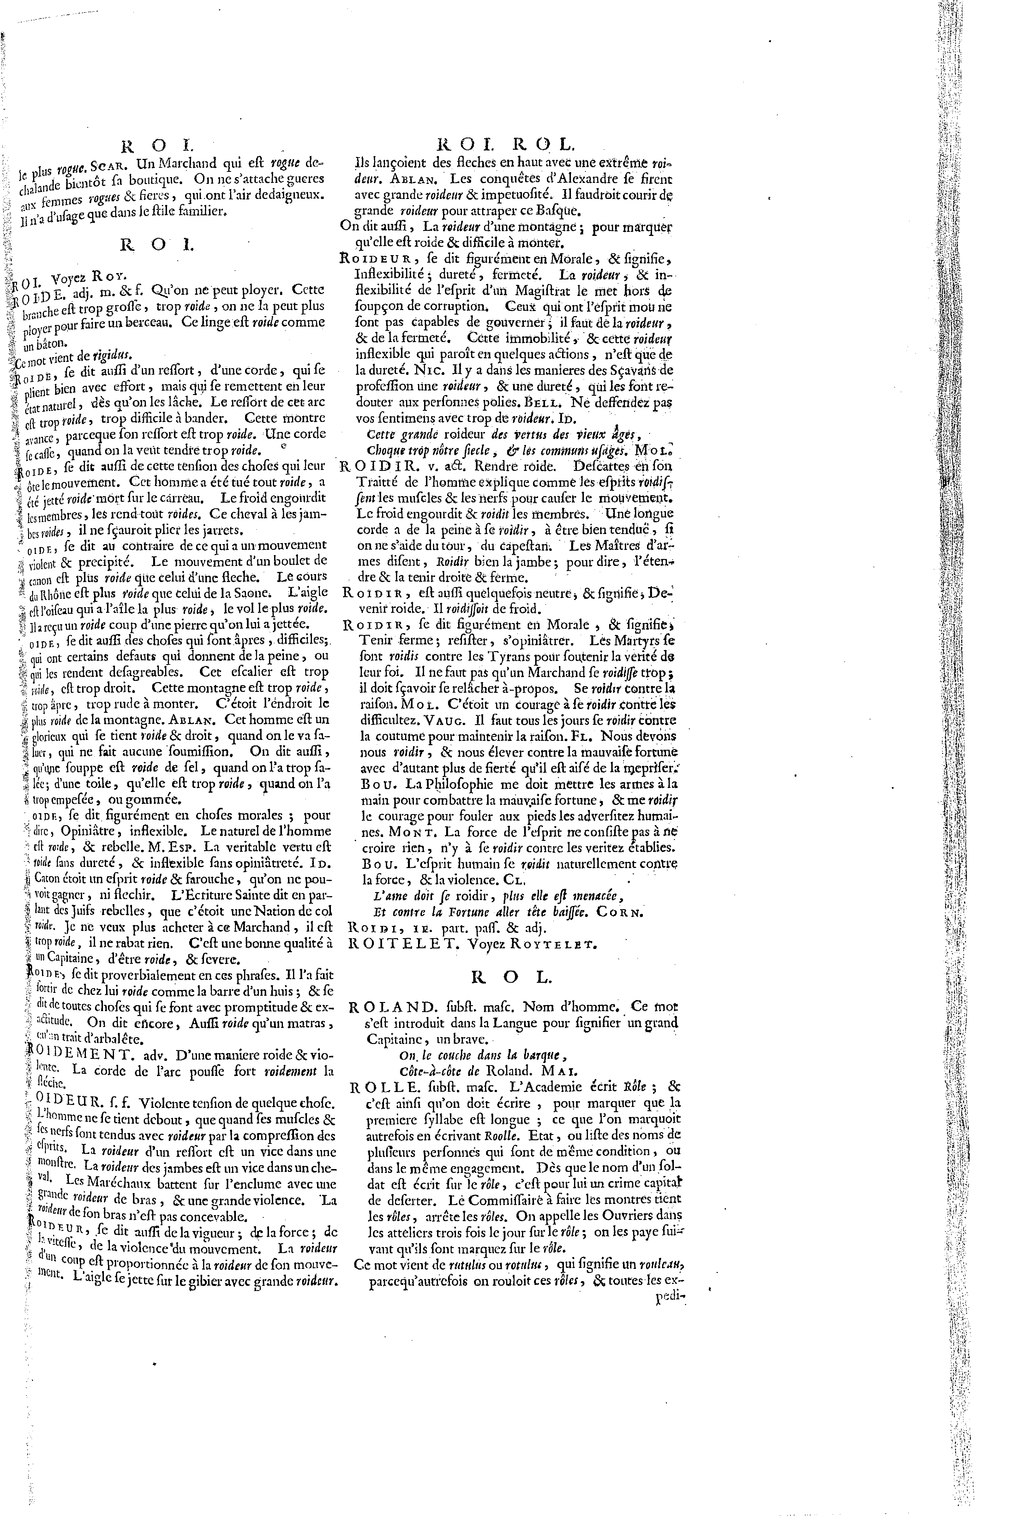 R O I.
le plus rogue. SCAR. Un Marchand qui eſt rogue de-
chalande bientôt ſa boutique. On ne s'attache gueres
aux femmes rogues & fieres, qui ont l'air dedaigneux.
Il n'a d'uſage que dans le ſtile familier.
R O I.
ROI. Voyez ROY.
ROIDE. adj. m. & f. Qu'on ne peut ployer. Cette
branche eſt trop groſſe, trop roide, on ne la peut plus
ployer pour faire un berceau. Ce linge eſt roide comme
un bâton.
Ce mot vient de rigidus.
ROIDE, ſe dit auſſi d'un reſſort, d'une corde, qui ſe
plient bien avec effort, mais qui ſe remettent en leur
état naturel, dès qu'on les lâche. Le reſſort de cet arc
eſt trop roide, trop difficile à bander. Cette montre
avance, parceque ſon reſſort eſt trop roide. Une corde
ſe caſſe, quand on la veut tendre trop roide.
ROIDE, ſe dit auſſi de cette tenſion des choſes qui leur
ôte le mouvement. Cet homme a été tué tout roide, a
été jetté roide mort ſur le carreau. Le froid engourdit
les membres, les rend tout roides. Ce cheval à les jam-
bes roides, il ne ſçauroit plier les jarrets.
OIDE, ſe dit au contraire de ce qui a un mouvement
violent & precipité. Le mouvement d'un boulet de
canon eſt plus roide que celui d'une fleche. Le cours
du Rhône eſt plus roide que celui de la Saone. L'aigle
eſt l'oiſeau qui a l'aîle la plus roide, le vol le plus roide.
Il a reçu un roide coup d'une pierre qu'on lui a jettée.
OIDE, ſe dit auſſi des choſes qui ſont âpres, difficiles;
qui ont certains defauts qui donnent de la peine, ou
qui les rendent deſagreables. Cet eſcalier eſt trop
roide, eſt trop droit. Cette montagne eſt trop roide,
trop âpre, trop rude à monter. C'étoit l'endroit le
plus roide de la montagne. ABLAN. Cet homme eſt un
glorieux qui ſe tient roide & droit, quand on le va ſa-
luer, qui ne fait aucune ſoumiſſion. On dit auſſi,
qu'une ſouppe eſt roide de ſel, quand on l'a trop ſa-
lée; d'une toile, qu'elle eſt trop roide, quand on l'a
trop empeſée, ou gommée.
OIDE, ſe dit figurément en choſes morales; pour
dire, Opiniâtre, inflexible. Le naturel de l'homme
eſt roide, & rebelle. M. ESP. La veritable vertu eſt
roide ſans dureté, & inflexible ſans opiniâtreté. ID.
Caton étoit un eſprit roide & farouche, qu'on ne pou-
voit gagner, ni flechir. L'Ecriture Sainte dit en par-
lant des Juifs rebelles, que c'étoit une Nation de col
roide. Je ne veux plus acheter à ce Marchand, il eſt
trop roide, il ne rabat rien. C'eſt une bonne qualité à
un Capitaine, d'être roide, & ſevere.
ROIDE, ſe dit proverbialement en ces phraſes. Il l'a fait
ſortir de chez lui roide comme la barre d'un huis; & ſe
dit de toutes choſes qui ſe font avec promptitude & ex-
actitude. On dit encore, Auſſi roide qu'un matras,
qu'un trait d'arbalête.
ROIDEMENT. adv. D'une maniere roide & vio-
lente. La corde de l'arc pouſſe fort roidement la
fléche.
OIDEUR. ſ. f. Violente tenſion de quelque choſe.
L'homme ne ſe tient debout, que quand ſes muſcles &
ſes nerfs ſont tendus avec roideur par la compreſſion des
eſprits. La roideur d'un reſſort eſt un vice dans une
monſtre. La roideur des jambes eſt un vice dans un che-
val. Les Maréchaux battent ſur l'enclume avec une
grande roideur de bras, & une grande violence. La
roideur de ſon bras n'eſt pas concevable.
ROIDEUR, ſe dit auſſi de la vigueur; de la force; de
la viteſſe, de la violence du mouvement. La roideur
d'un coup eſt proportionnée à la roideur de ſon mouve-
ment. L'aigle ſe jette ſur le gibier avec grande roideur.
R O I. R O L.
Ils lançoient des fleches en haut avec une extrême roi-
deur. ABLAN. Les conquêtes d'Alexandre ſe firent
avec grande roideur & impetuoſité. Il faudroit courir de
grande roideur pour attraper ce Baſque.
On dit auſſi, La roideur d'une montagne; pour marquer
qu'elle eſt roide & difficile à monter.
ROIDEUR, ſe dit figurément en Morale, & ſignifie,
Inflexibilité; dureté, fermeté. La roideur, & in-
flexibilité de l'eſprit d'un Magiſtrat le met hors de
ſoupçon de corruption. Ceux qui ont l'eſprit mou ne
ſont pas capables de gouverner; il faut de la roideur,
& de la fermeté. Cette immobilité, & cette roideur
inflexible qui paroît en quelques actions, n'eſt que de
la dureté. NIC. Il y a dans les manieres des Sçavans de
profeſſion une roideur, & une dureté, qui les font re-
douter aux perſonnes polies. BELL. Ne deffendez pas
vos ſentimens avec trop de roideur. ID.
Cette grande roideur des vertus des vieux âges,
Choque trop nôtre ſiecle, & les communs uſages. MOL.
ROIDIR. v. act. Rendre roide. Deſcartes en ſon
Traitté de l'homme explique comme les eſprits roidiſ-
ſent les muſcles & les nerfs pour cauſer le mouvement.
Le froid engourdit & roidit les membres. Une longue
corde a de la peine à ſe roidir, à être bien tenduë, ſi
on ne s'aide du tour, du capeſtan. Les Maîtres d'ar-
mes diſent, Roidir bien la jambe; pour dire, l'éten-
dre & la tenir droite & ferme.
ROIDIR, eſt auſſi quelquefois neutre, & ſignifie, De-
venir roide. Il roidiſſoit de froid.
ROIDIR, ſe dit figurément en Morale, & ſignifie,
Tenir ferme; reſiſter, s'opiniâtrer. Les Martyrs ſe
ſont roidis contre les Tyrans pour ſoutenir la verité de
leur foi. Il ne faut pas qu'un Marchand ſe roidiſſe trop;
il doit ſçavoir ſe relâcher à-propos. Se roidir contre la
raiſon. MOL. C'étoit un courage à ſe roidir contre les
difficultez. VAUG. Il faut tous les jours ſe roidir contre
la coutume pour maintenir la raiſon. FL. Nous devons
nous roidir, & nous élever contre la mauvaiſe fortune
avec d'autant plus de fierté qu'il eſt aiſé de la mepriſer.
BOU. La Philoſophie me doit mettre les armes à la
main pour combattre la mauvaiſe fortune, & me roidir
le courage pour fouler aux pieds les adverſitez humai-
nes. MONT. La force de l'eſprit ne conſiſte pas à ne
croire rien, n'y à ſe roidir contre les veritez établies.
BOU. L'eſprit humain ſe roidit naturellement contre
la force, & la violence. CL.
L'ame doit ſe roidir, plus elle eſt menacée,
Et contre la Fortune aller tête baiſſée. CORN.
ROIDI, IE. part. paſſ. & adj.
ROITELET. Voyez ROYTELET.
R O L.
ROLAND. ſubſt. maſc. Nom d'homme. Ce mot
s'eſt introduit dans la Langue pour ſignifier un grand
Capitaine, un brave.
On le couche dans la barque,
Côte-à-côte de Roland. MAI.
ROLLE. ſubſt. maſc. L'Academie écrit Rôle; &
c'eſt ainſi qu'on doit écrire, pour marquer que la
premiere ſyllabe eſt longue; ce que l'on marquoit
autrefois en écrivant Roolle. Etat, ou liſte des noms de
pluſieurs perſonnes qui ſont de même condition, ou
dans le même engagement. Dès que le nom d'un ſol-
dat eſt écrit ſur le rôle, c'eſt pour lui un crime capital
de deſerter. Le Commiſſaire à faire les montres tient
les rôles, arrête les rôles. On appelle les Ouvriers dans
les atteliers trois fois le jour ſur le rôle; on les paye ſui-
vant qu'ils ſont marquez ſur le rôle.
Ce mot vient de rutulus ou rotulus, qui ſignifie un rouleau,
parcequ'autrefois on rouloit ces rôles, & toutes les ex-
pedi-